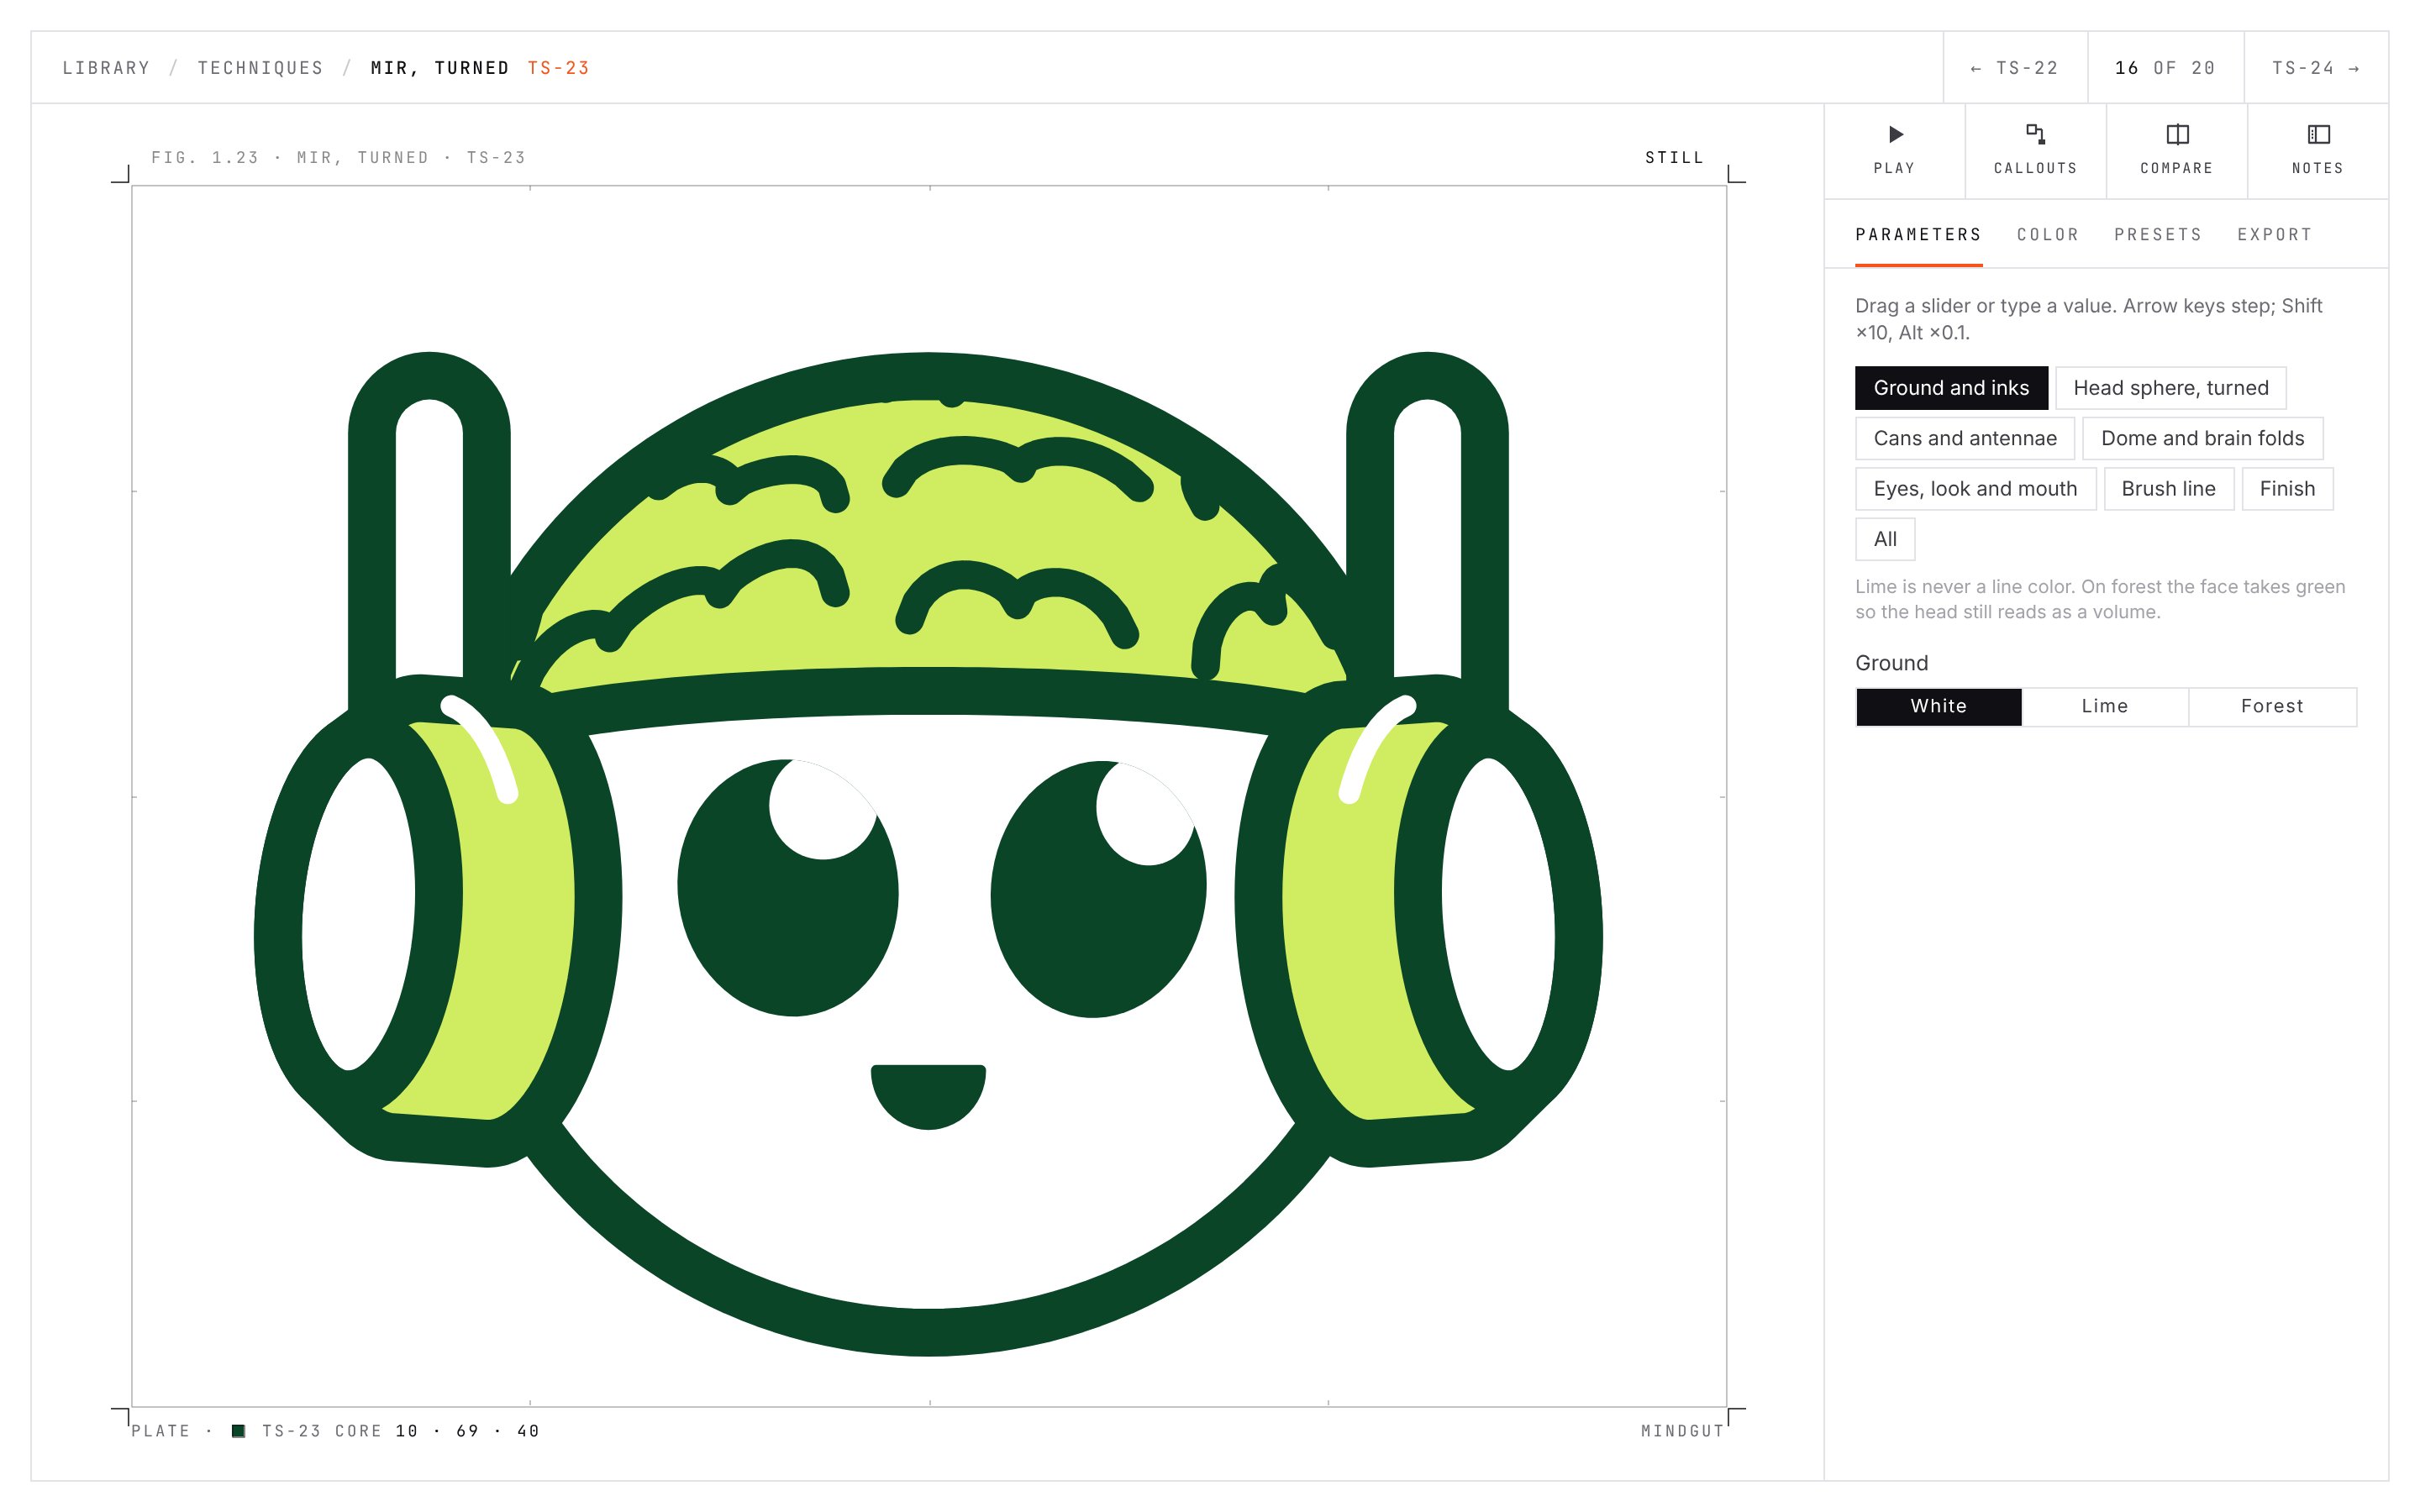 LIBRARY / TECHNIQUES / MIR, TURNED TS-23
← TS-22
16 OF 20
TS-24 →
FIG. 1.23 · MIR, TURNED · TS-23
STILL
PLAY
CALLOUTS
COMPARE
NOTES
PARAMETERS
COLOR
PRESETS
EXPORT
Drag a slider or type a value. Arrow keys step; Shift
×10, Alt ×0.1.
Ground and inks
Head sphere, turned
Cans and antennae
Dome and brain folds
Eyes, look and mouth
Brush line
Finish
All
Lime is never a line color. On forest the face takes green
so the head still reads as a volume.
Ground
White
Lime
Forest
PLATE · TS-23 CORE 10 · 69 · 40
MINDGUT